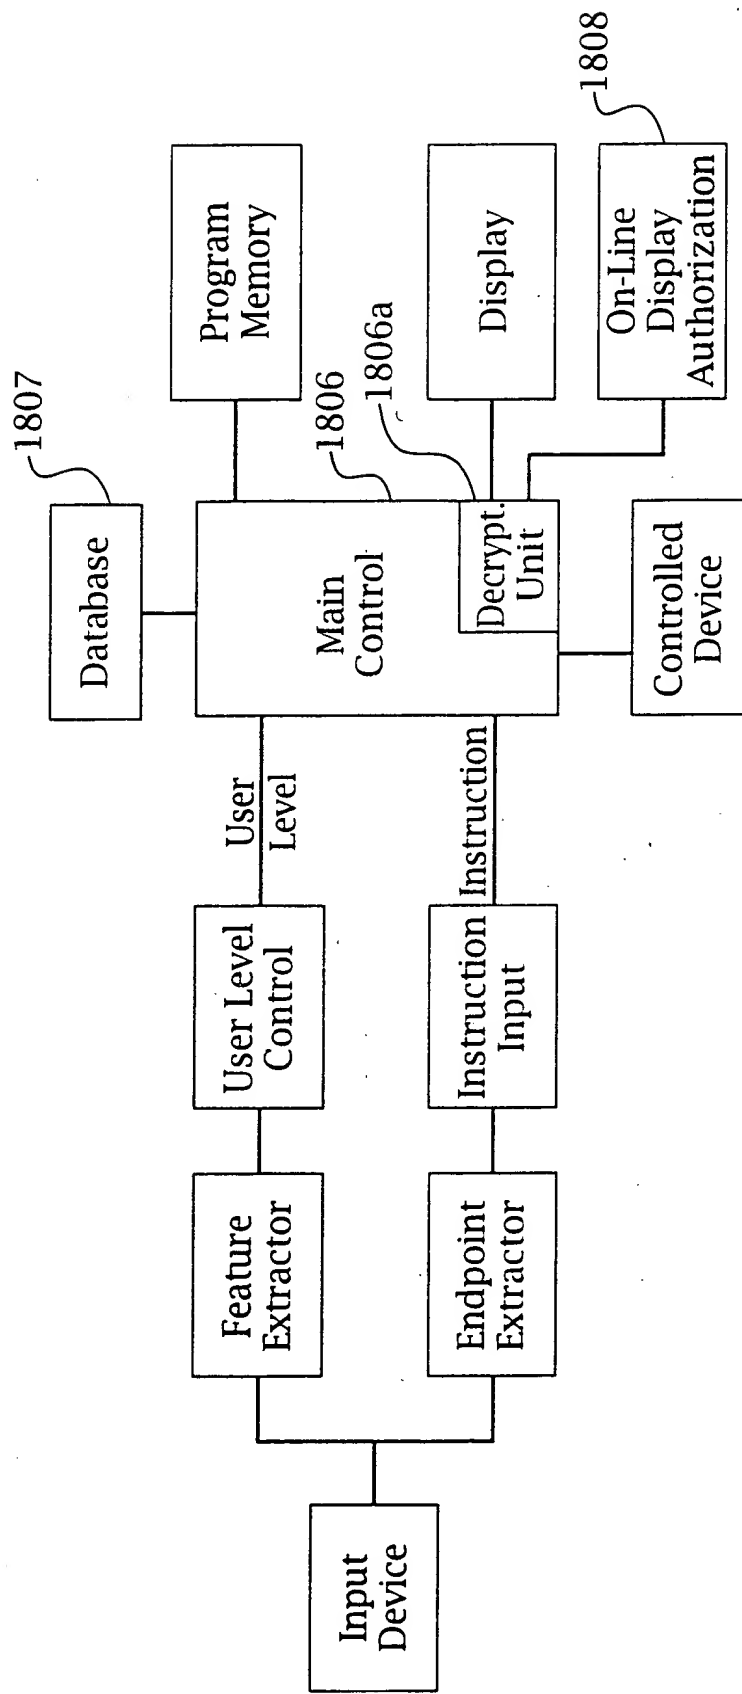 1807
Database
Program
Memory
1806
Main
Control
1806a
Decrypt.
Unit
Display
1808
On-Line
Display
Authorization
Controlled
Device
User
Level
Instruction
User Level
Control
Instruction
Input
Feature
Extractor
Endpoint
Extractor
Input
Device